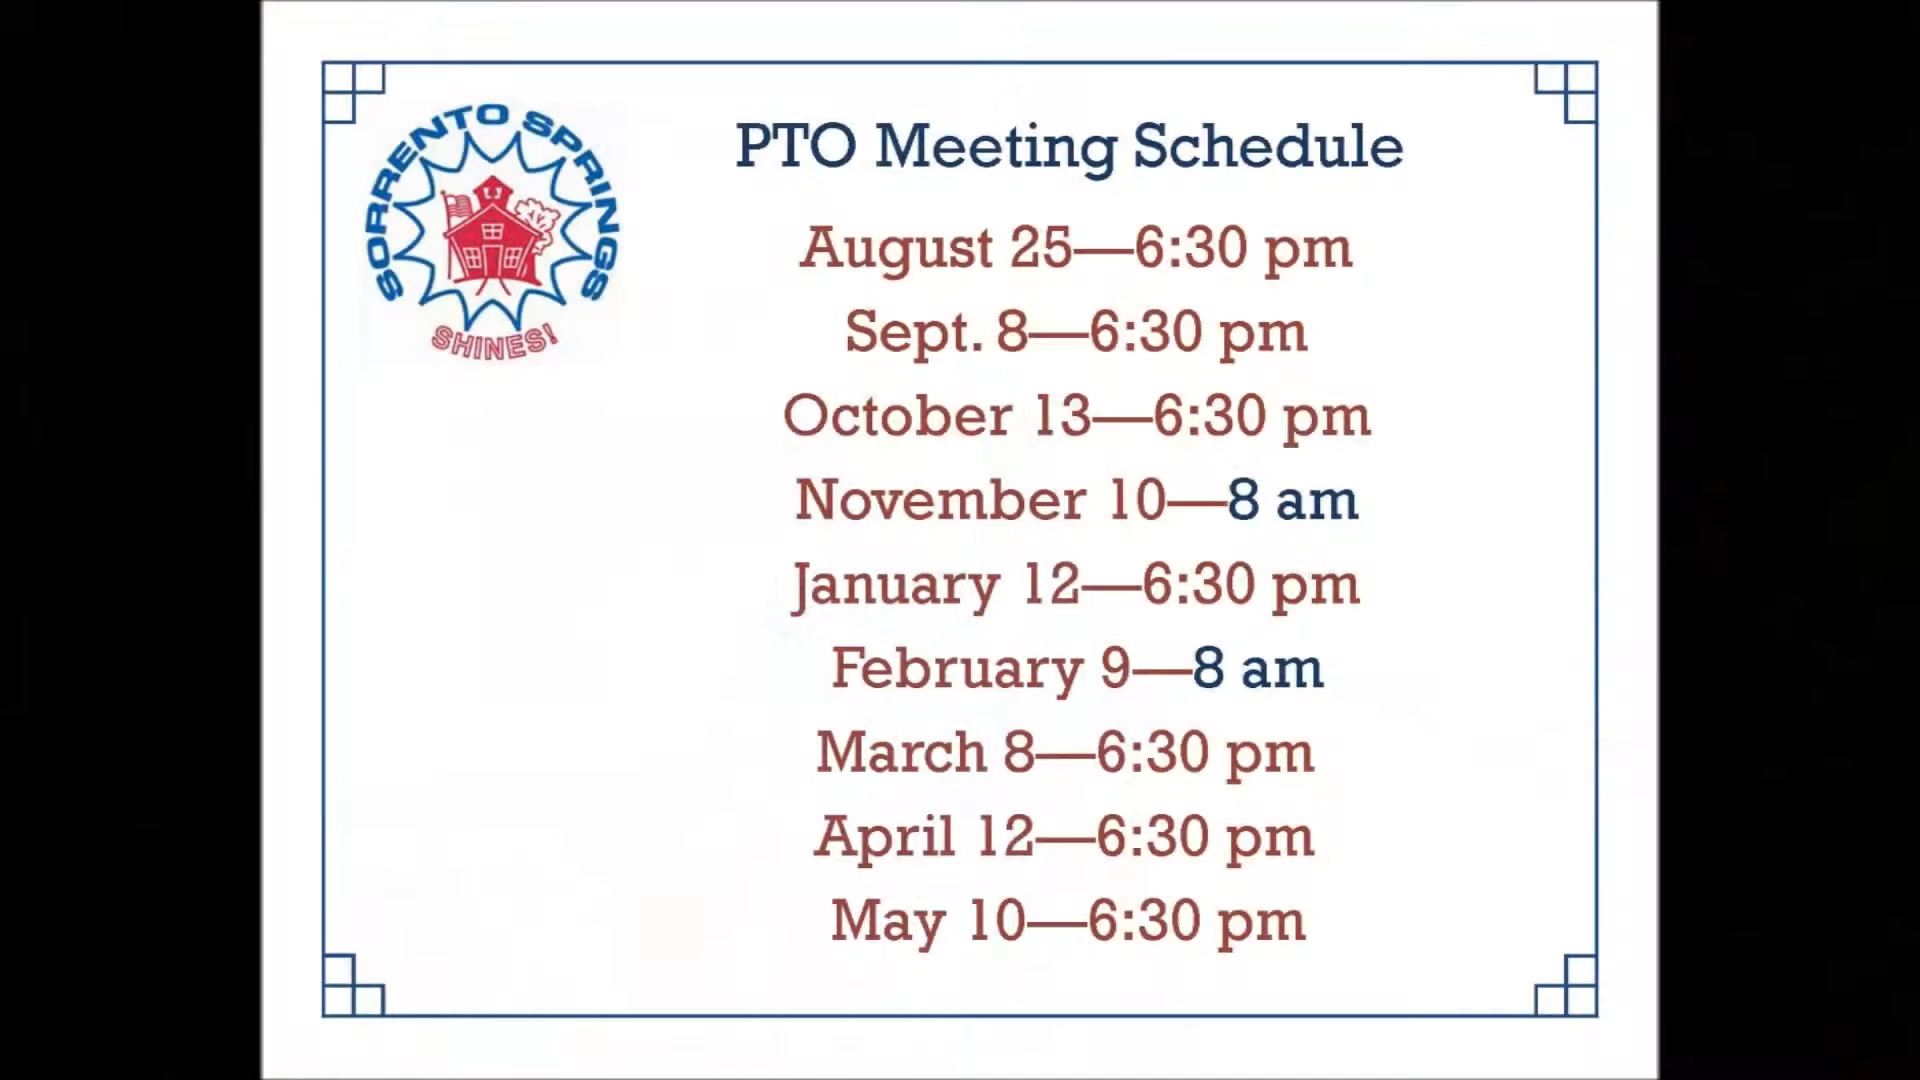 SORRENTO SPRINGS
SHINES!
PTO Meeting Schedule
August 25—6:30 pm
Sept. 8—6:30 pm
October 13—6:30 pm
November 10—8 am
January 12—6:30 pm
February 9—8 am
March 8—6:30 pm
April 12—6:30 pm
May 10—6:30 pm